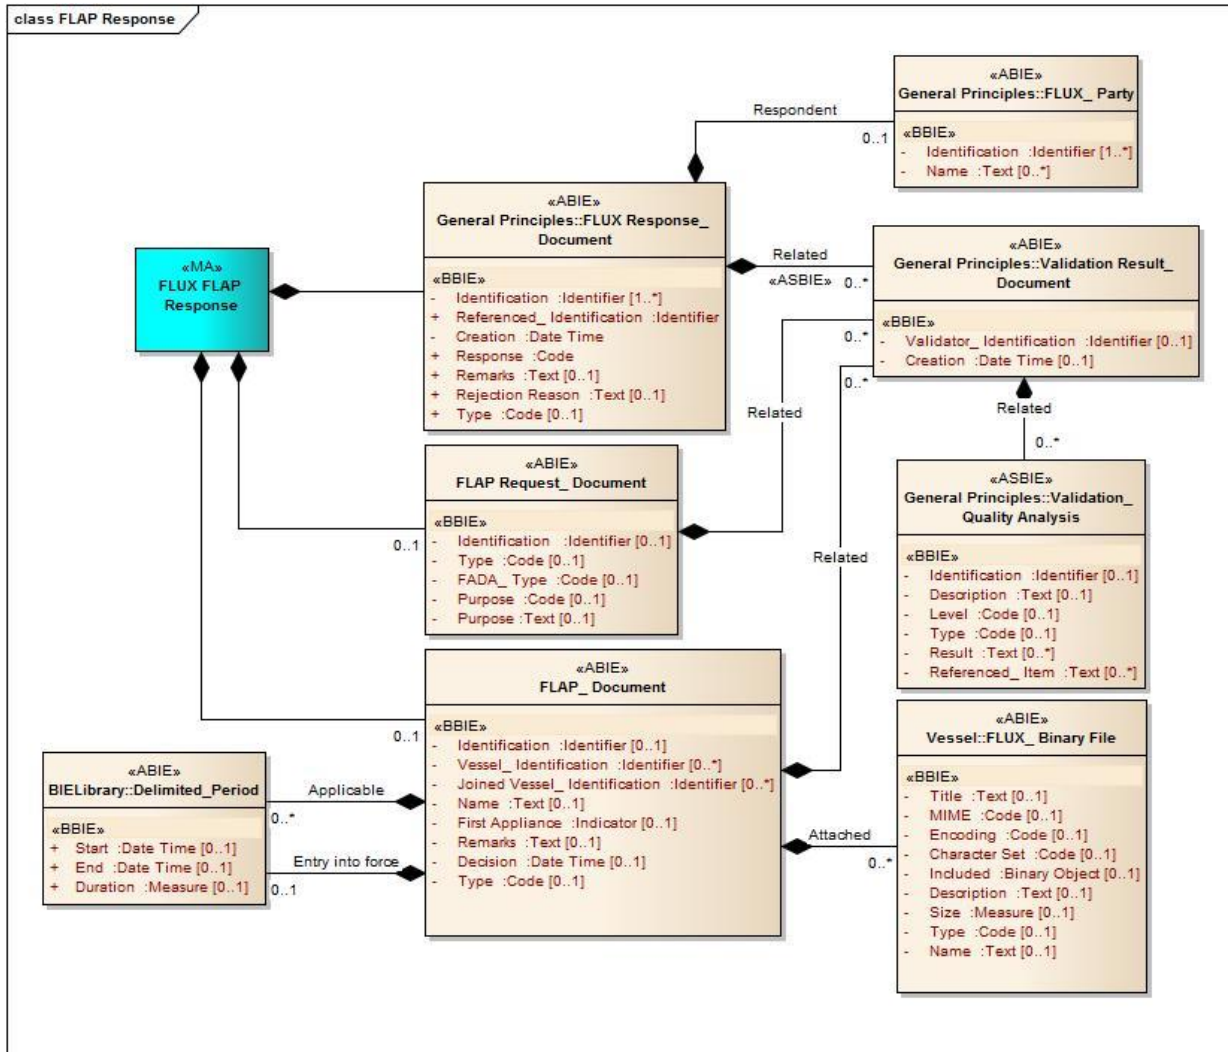 class FLAP Response
«ABIE»
General Principles::FLUX_ Party
«BBIE»
- Identification :Identifier [1..*]
- Name :Text [0..*]
Respondent
0..1
«ABIE»
General Principles::FLUX Response_
Document
«BBIE»
- Identification :Identifier [1..*]
+ Referenced_ Identification :Identifier
- Creation :Date Time
+ Response :Code
+ Remarks :Text [0..1]
+ Rejection Reason :Text [0..1]
+ Type :Code [0..1]
«MA»
FLUX FLAP
Response
Related
«ASBIE» 0..*
«ABIE»
General Principles::Validation Result_
Document
«BBIE»
- Validator_ Identification :Identifier [0..1]
- Creation :Date Time [0..1]
0..*
0..*
Related
Related
0..*
«ABIE»
FLAP Request_ Document
«BBIE»
- Identification :Identifier [0..1]
- Type :Code [0..1]
- FADA_ Type :Code [0..1]
- Purpose :Code [0..1]
- Purpose :Text [0..1]
0..1
«ASBIE»
General Principles::Validation_
Quality Analysis
«BBIE»
- Identification :Identifier [0..1]
- Description :Text [0..1]
- Level :Code [0..1]
- Type :Code [0..1]
- Result :Text [0..*]
- Referenced_ Item :Text [0..*]
Related
«ABIE»
FLAP_ Document
«BBIE»
- Identification :Identifier [0..1]
- Vessel_ Identification :Identifier [0..*]
- Joined Vessel_ Identification :Identifier [0..*]
- Name :Text [0..1]
- First Appliance :Indicator [0..1]
- Remarks :Text [0..1]
- Decision :Date Time [0..1]
- Type :Code [0..1]
0..1
«ABIE»
BIELibrary::Delimited_Period
«BBIE»
+ Start :Date Time [0..1]
+ End :Date Time [0..1]
+ Duration :Measure [0..1]
Applicable
0..*
Entry into force
0..1
Attached
0..*
«ABIE»
Vessel::FLUX_ Binary File
«BBIE»
- Title :Text [0..1]
- MIME :Code [0..1]
- Encoding :Code [0..1]
- Character Set :Code [0..1]
- Included :Binary Object [0..1]
- Description :Text [0..1]
- Size :Measure [0..1]
- Type :Code [0..1]
- Name :Text [0..1]